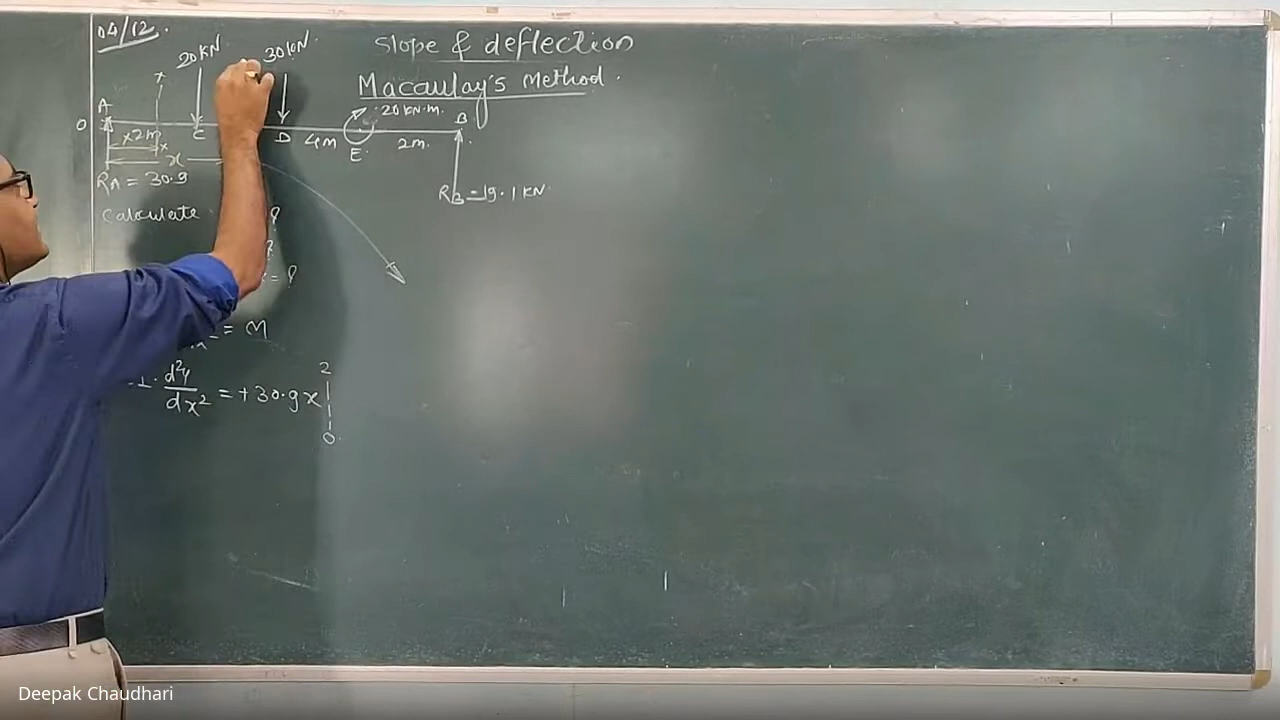 04/12.
Slope & deflection
Macaulay's Method.
20 KN
30 KN
20 KN.m.
A
B
0
x 2m
C
D
4m
E
2m.
x
x
x
RA = 30.9
RB = 19.1 KN
Calculate ?
?
= ?
= M
d²y/dx² = +30.9 x
2
0
Deepak Chaudhari